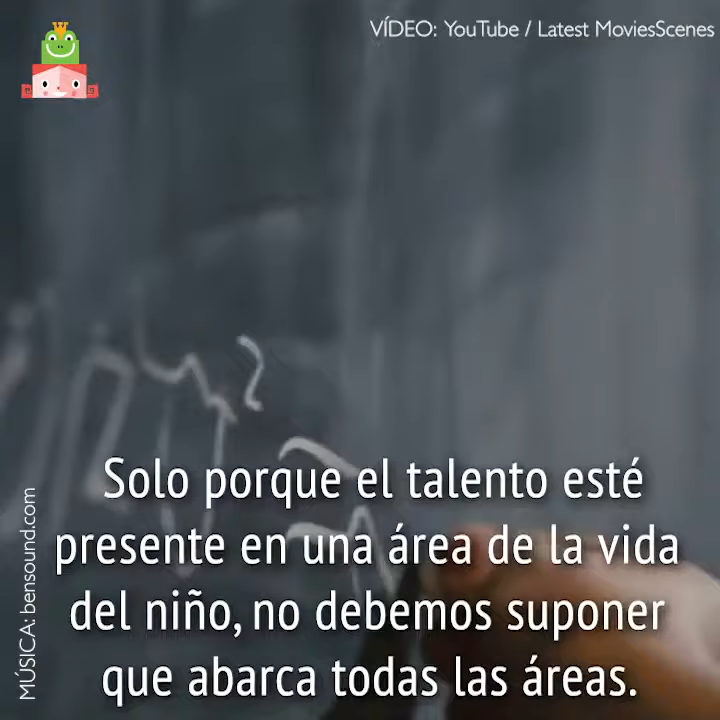 VÍDEO: YouTube / Latest MoviesScenes
Solo porque el talento esté
presente en una área de la vida
del niño, no debemos suponer
que abarca todas las áreas.
MÚSICA: bensound.com